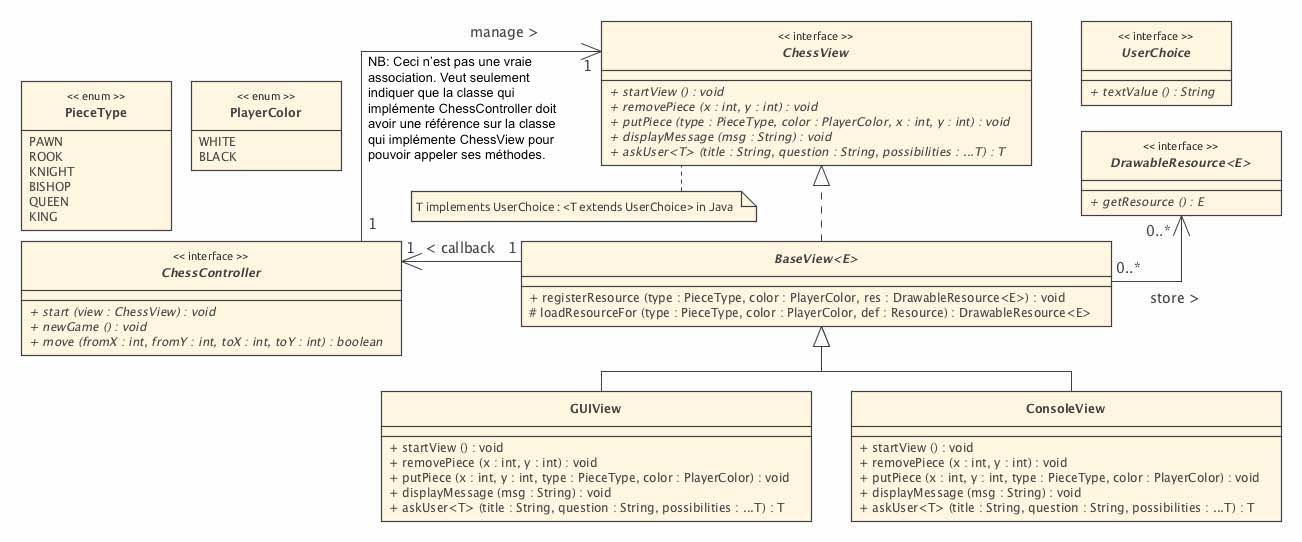 manage >
1
NB: Ceci n'est pas une vraie
association. Veut seulement
indiquer que la classe qui
implémente ChessController doit
avoir une référence sur la classe
qui implémente ChessView pour
pouvoir appeler ses méthodes.
1
<< interface >>
ChessView
+ startView () : void
+ removePiece (x : int, y : int) : void
+ putPiece (type : PieceType, color : PlayerColor, x : int, y : int) : void
+ displayMessage (msg : String) : void
+ askUser<T> (title : String, question : String, possibilities : ...T) : T
<< interface >>
UserChoice
+ textValue () : String
<< enum >>
PieceType
PAWN
ROOK
KNIGHT
BISHOP
QUEEN
KING
<< enum >>
PlayerColor
WHITE
BLACK
<< interface >>
DrawableResource<E>
+ getResource () : E
T implements UserChoice : <T extends UserChoice> in Java
<< interface >>
ChessController
+ start (view : ChessView) : void
+ newGame () : void
+ move (fromX : int, fromY : int, toX : int, toY : int) : boolean
1 < callback 1
BaseView<E>
+ registerResource (type : PieceType, color : PlayerColor, res : DrawableResource<E>) : void
# loadResourceFor (type : PieceType, color : PlayerColor, def : Resource) : DrawableResource<E>
0..*
0..*
store >
GUIView
+ startView () : void
+ removePiece (x : int, y : int) : void
+ putPiece (x : int, y : int, type : PieceType, color : PlayerColor) : void
+ displayMessage (msg : String) : void
+ askUser<T> (title : String, question : String, possibilities : ...T) : T
ConsoleView
+ startView () : void
+ removePiece (x : int, y : int) : void
+ putPiece (x : int, y : int, type : PieceType, color : PlayerColor) : void
+ displayMessage (msg : String) : void
+ askUser<T> (title : String, question : String, possibilities : ...T) : T